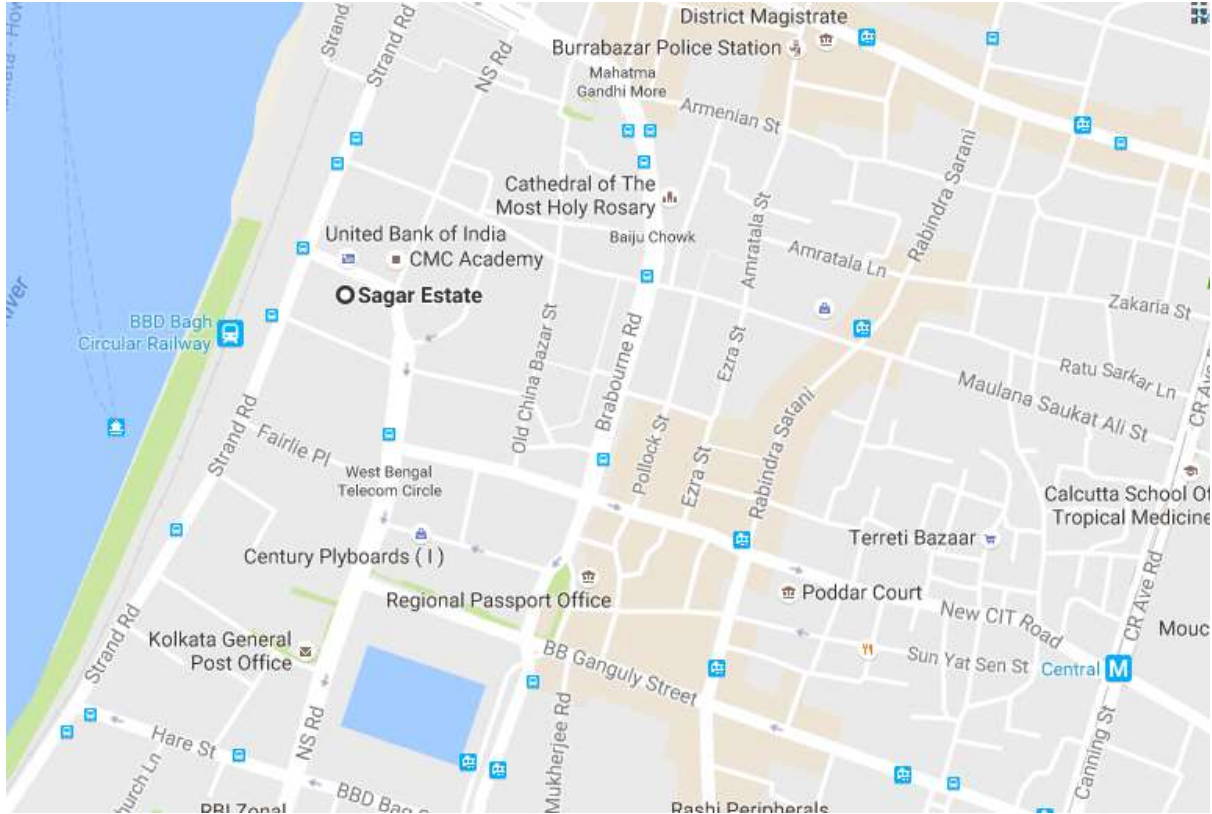 District Magistrate
Burrabazar Police Station
Mahatma
Gandhi More
Strand Rd
NS Rd
Armenian St
Rabindra Sarani
Cathedral of The
Most Holy Rosary
Baiju Chowk
Amratala St
Amratala Ln
Zakaria St
United Bank of India
CMC Academy
Sagar Estate
BBD Bagh
Circular Railway
Old China Bazar St
Brabourne Rd
Ezra St
Ratu Sarkar Ln
Maulana Saukat Ali St
CR Ave
Strand Rd
Fairlie Pl
West Bengal
Telecom Circle
Pollock St
Ezra St
Rabindra Sarani
Calcutta School Of
Tropical Medicine
Terreti Bazaar
Century Plyboards ( I )
Regional Passport Office
Poddar Court
New CIT Road
CR Ave Rd
Kolkata General
Post Office
BB Ganguly Street
Sun Yat Sen St
Central
M
Strand Rd
NS Rd
Hare St
Mukherjee Rd
Canning St
BBD Bag
RBI Zonal
Rashi Peripherals